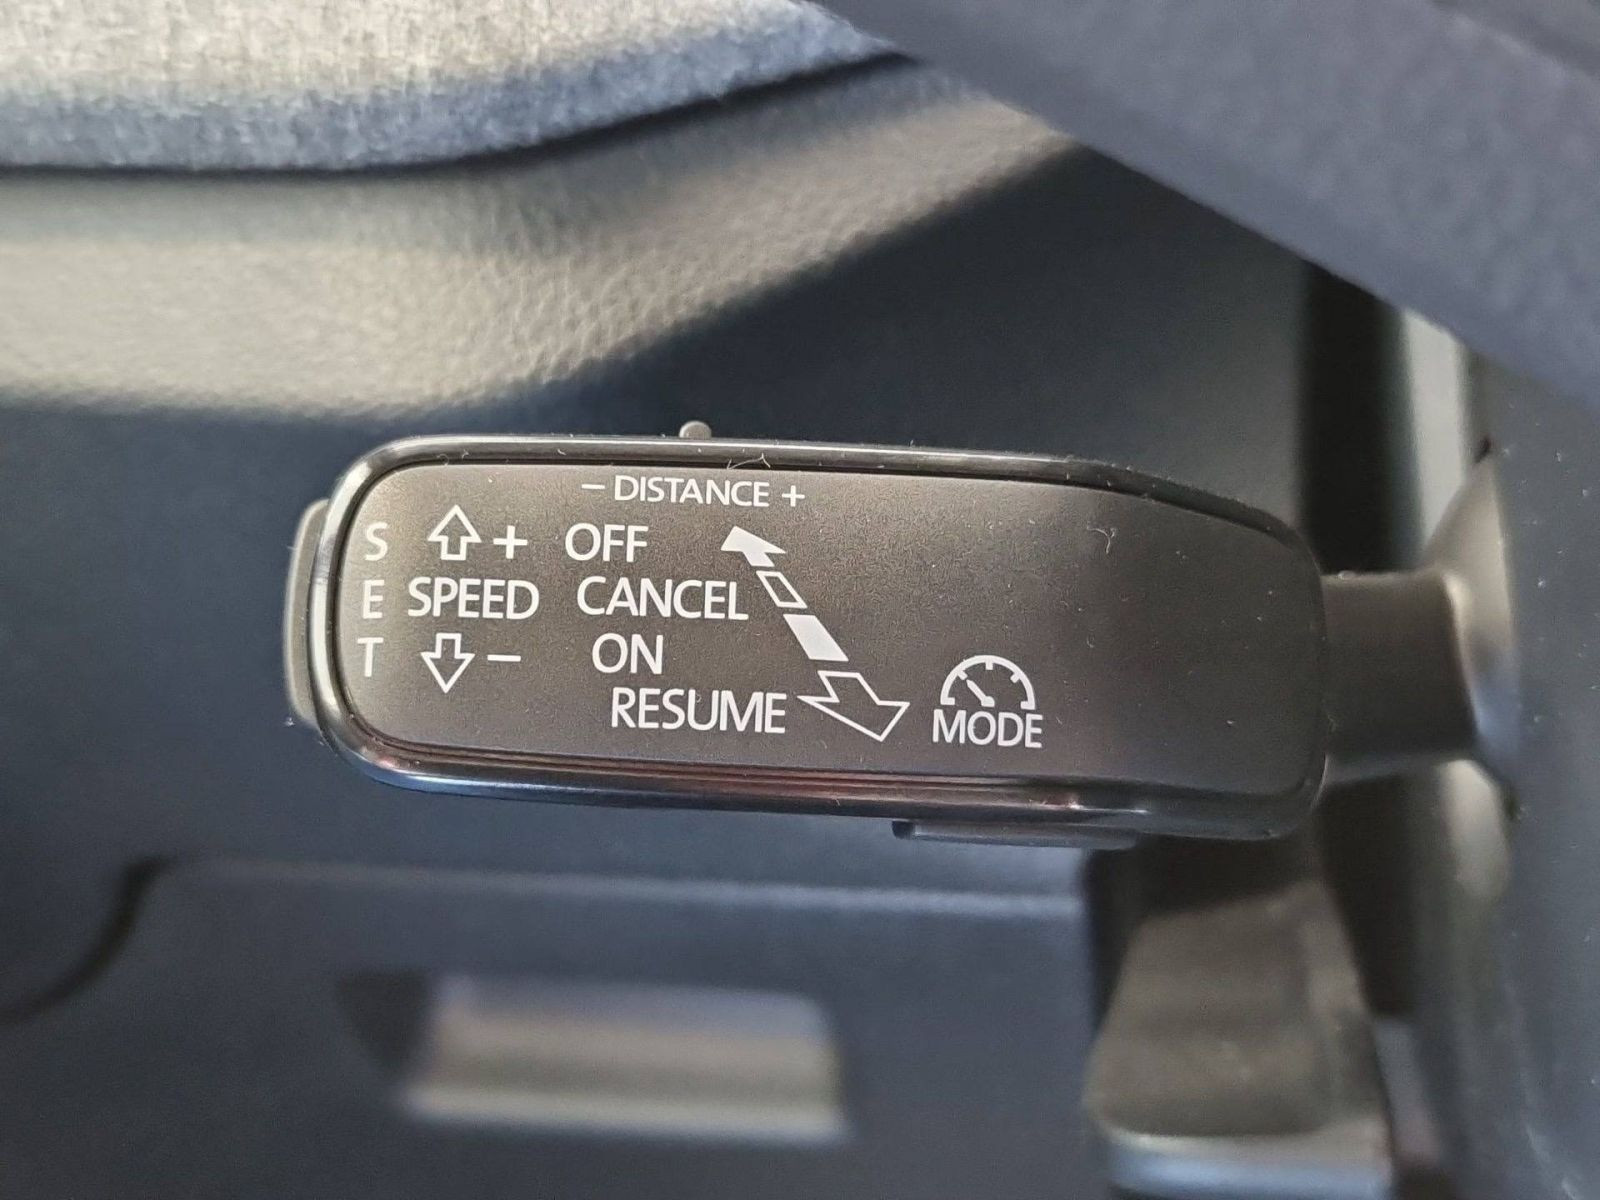 − DISTANCE +
S
E
T
+
SPEED
−
OFF
CANCEL
ON
RESUME
MODE